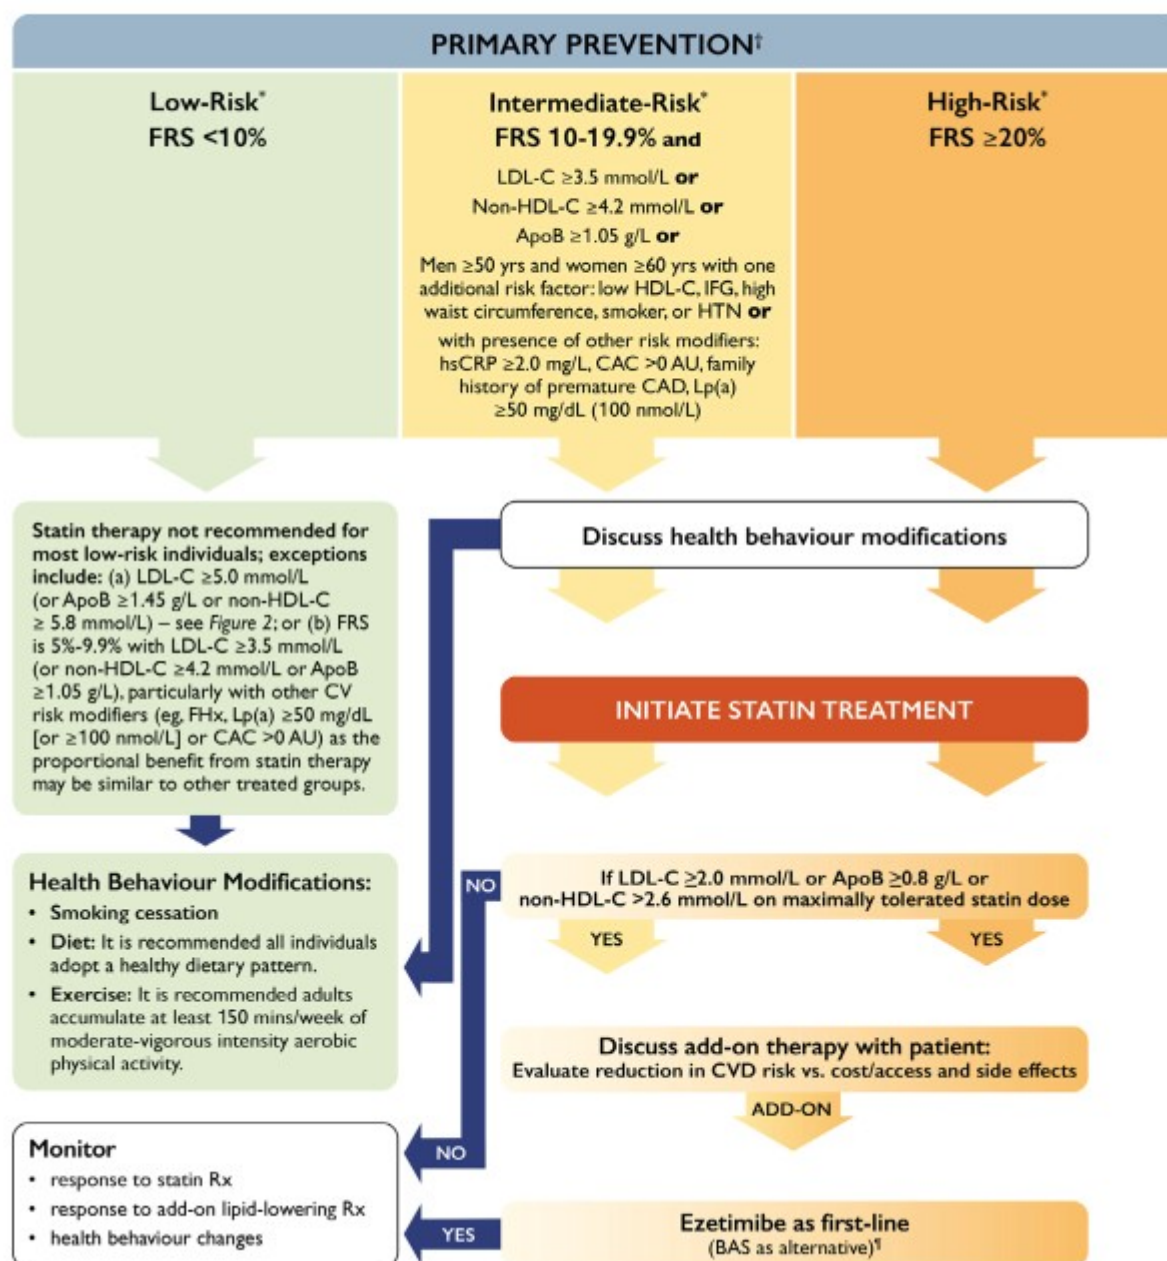 PRIMARY PREVENTION†
Low-Risk*
FRS <10%
Intermediate-Risk*
FRS 10-19.9% and
LDL-C ≥3.5 mmol/L or
Non-HDL-C ≥4.2 mmol/L or
ApoB ≥1.05 g/L or
Men ≥50 yrs and women ≥60 yrs with one
additional risk factor: low HDL-C, IFG, high
waist circumference, smoker, or HTN or
with presence of other risk modifiers:
hsCRP ≥2.0 mg/L, CAC >0 AU, family
history of premature CAD, Lp(a)
≥50 mg/dL (100 nmol/L)
High-Risk*
FRS ≥20%
Statin therapy not recommended for
most low-risk individuals; exceptions
include: (a) LDL-C ≥5.0 mmol/L
(or ApoB ≥1.45 g/L or non-HDL-C
≥ 5.8 mmol/L) – see Figure 2; or (b) FRS
is 5%-9.9% with LDL-C ≥3.5 mmol/L
(or non-HDL-C ≥4.2 mmol/L or ApoB
≥1.05 g/L), particularly with other CV
risk modifiers (eg, FHx, Lp(a) ≥50 mg/dL
[or ≥100 nmol/L] or CAC >0 AU) as the
proportional benefit from statin therapy
may be similar to other treated groups.
Health Behaviour Modifications:
• Smoking cessation
• Diet: It is recommended all individuals
adopt a healthy dietary pattern.
• Exercise: It is recommended adults
accumulate at least 150 mins/week of
moderate-vigorous intensity aerobic
physical activity.
Monitor
• response to statin Rx
• response to add-on lipid-lowering Rx
• health behaviour changes
Discuss health behaviour modifications
INITIATE STATIN TREATMENT
NO
If LDL-C ≥2.0 mmol/L or ApoB ≥0.8 g/L or
non-HDL-C >2.6 mmol/L on maximally tolerated statin dose
YES
YES
Discuss add-on therapy with patient:
Evaluate reduction in CVD risk vs. cost/access and side effects
ADD-ON
NO
YES
Ezetimibe as first-line
(BAS as alternative)¶